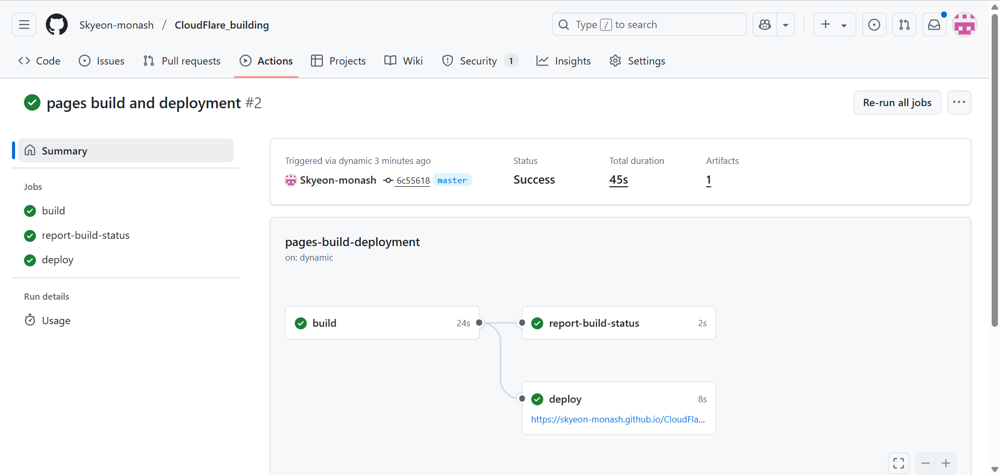 Skyeon-monash / CloudFlare_building
Type / to search
Code
Issues
Pull requests
Actions
Projects
Wiki
Security 1
Insights
Settings
pages build and deployment #2
Re-run all jobs
Summary
Jobs
build
report-build-status
deploy
Run details
Usage
Triggered via dynamic 3 minutes ago
Skyeon-monash 6c55618 master
Status
Success
Total duration
45s
Artifacts
1
pages-build-deployment
on: dynamic
build 24s
report-build-status 2s
deploy 8s
https://skyeon-monash.github.io/CloudFla...